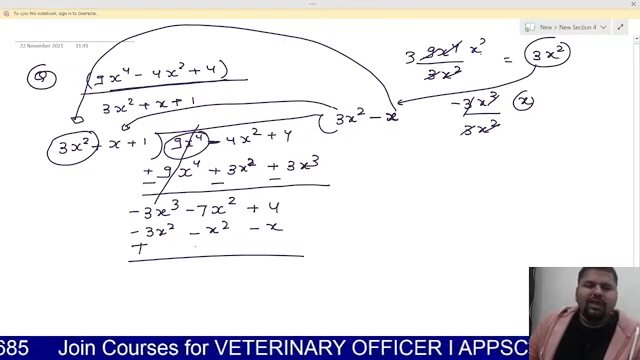 To sync this notebook, sign in to OneNote.
New > New Section 4
22 November 2021 11:41
Q (9x⁴ - 4x² + 4)
3x² + x + 1
3x² - x + 1 ) 9x⁴ - 4x² + 4 ( 3x² - x
+ 9x⁴ + 3x² + 3x³
- - -
- 3x³ - 7x² + 4
- 3x² - x² - x
+
3 9x⁴ x² = 3x²
3x²
- 3x³ x
3x²
685 Join Courses for VETERINARY OFFICER I APPSC